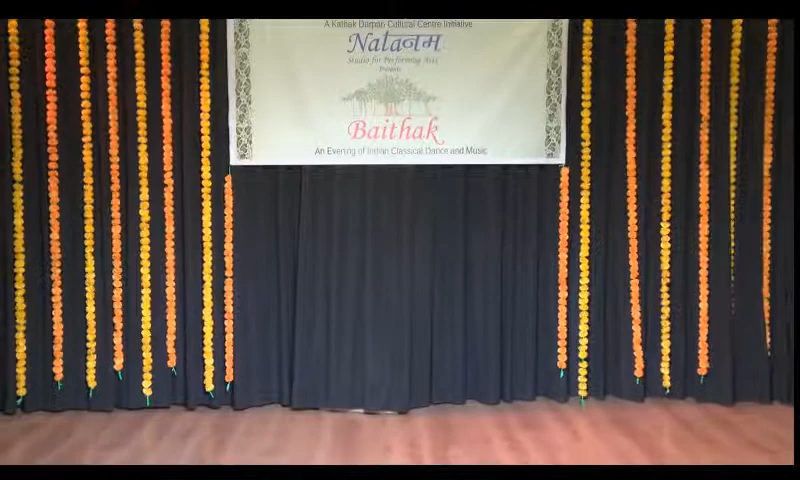 A Kathak Darpan Cultural Centre Initiative
Nataनम
Studio for Performing Arts
Presents
Baithak
An Evening of Indian Classical Dance and Music